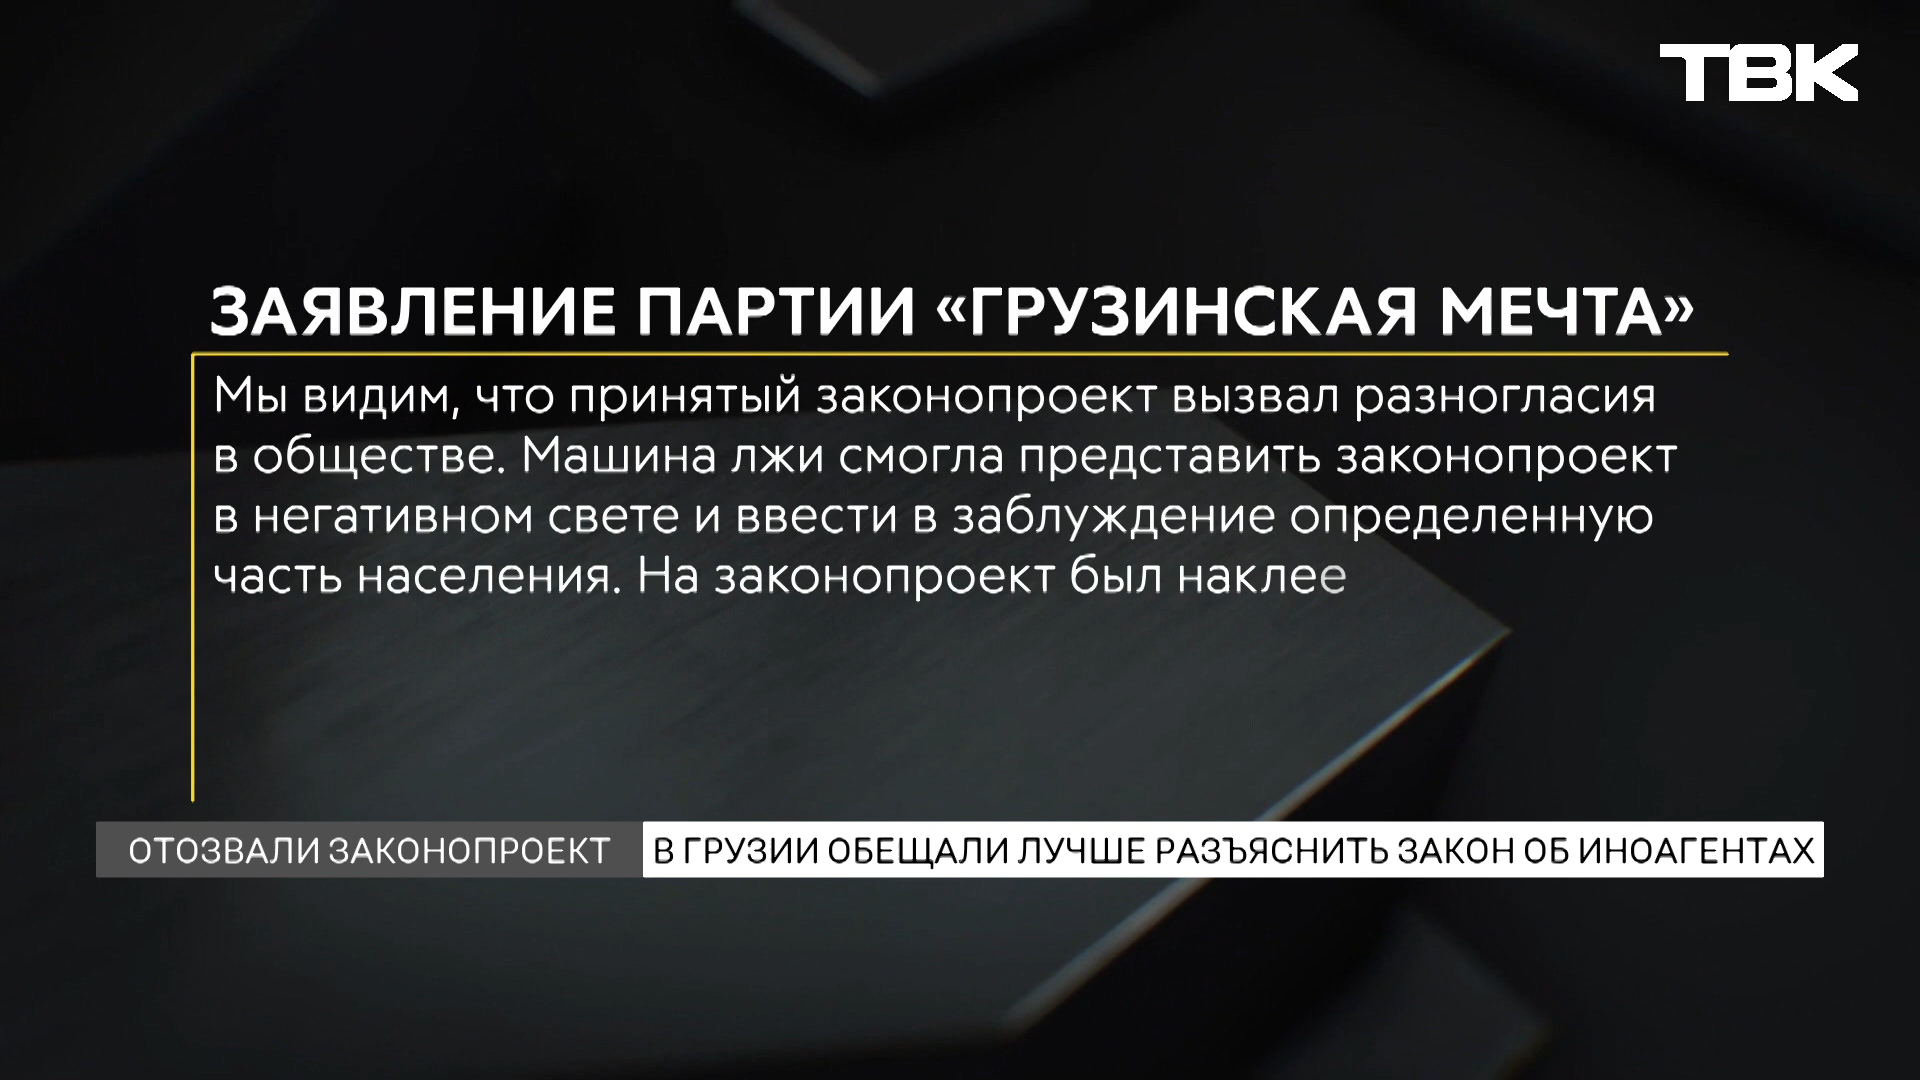 ТВК
ЗАЯВЛЕНИЕ ПАРТИИ «ГРУЗИНСКАЯ МЕЧТА»
Мы видим, что принятый законопроект вызвал разногласия
в обществе. Машина лжи смогла представить законопроект
в негативном свете и ввести в заблуждение определенную
часть населения. На законопроект был наклее
ОТОЗВАЛИ ЗАКОНОПРОЕКТ В ГРУЗИИ ОБЕЩАЛИ ЛУЧШЕ РАЗЪЯСНИТЬ ЗАКОН ОБ ИНОАГЕНТАХ